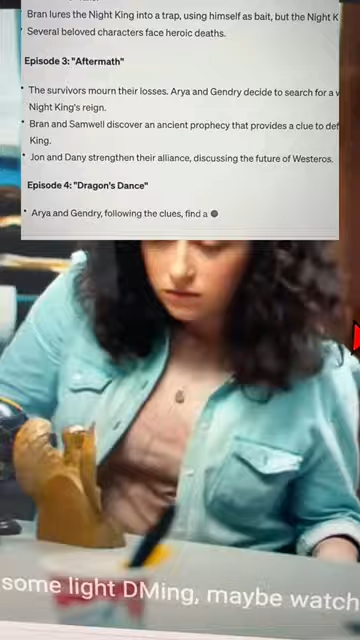 Bran lures the Night King into a trap, using himself as bait, but the Night K
Several beloved characters face heroic deaths.
Episode 3: "Aftermath"
The survivors mourn their losses. Arya and Gendry decide to search for a w
Night King's reign.
Bran and Samwell discover an ancient prophecy that provides a clue to def
King.
Jon and Dany strengthen their alliance, discussing the future of Westeros.
Episode 4: "Dragon's Dance"
Arya and Gendry, following the clues, find a
some light DMing, maybe watch